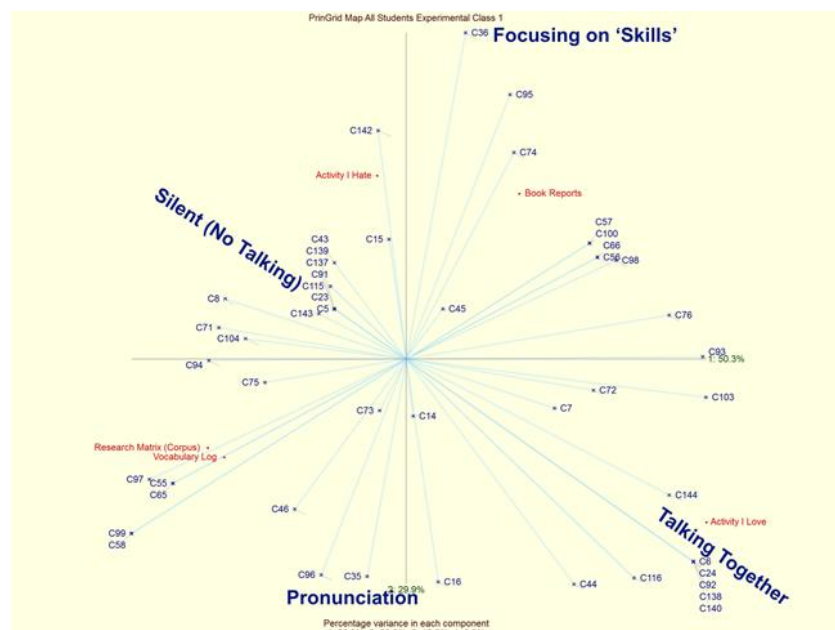 PrinGrid Map All Students Experimental Class 1
C36
Focusing on ‘Skills’
C95
C142
C74
Activity I Hate
Book Reports
Silent (No Talking)
C57
C100
C66
C56
C98
C43
C139
C137
C91
C115
C23
C5
C15
C8
C143
C45
C76
C71
C104
C93
1: 50.3%
C94
C75
C72
C103
C7
C73
C14
Research Matrix (Corpus)
Vocabulary Log
C97
C55
C65
C144
C46
Activity I Love
Talking Together
C99
C58
C6
C24
C92
C138
C140
C96
C35
C16
C44
C116
2: 29.9%
Pronunciation
Percentage variance in each component